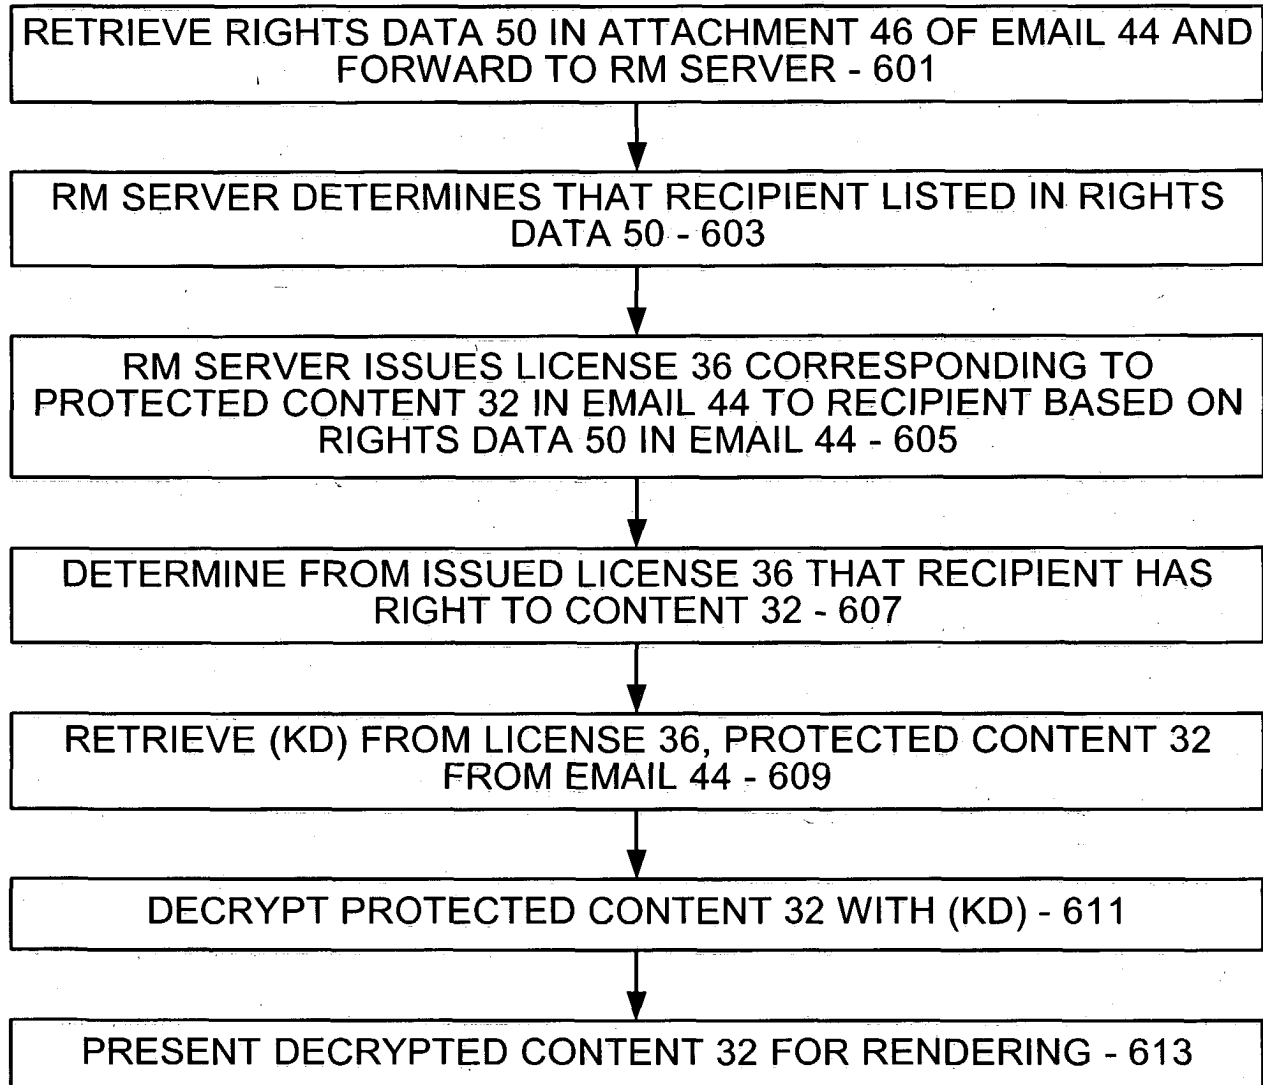 RETRIEVE RIGHTS DATA 50 IN ATTACHMENT 46 OF EMAIL 44 AND
FORWARD TO RM SERVER - 601
RM SERVER DETERMINES THAT RECIPIENT LISTED IN RIGHTS
DATA 50 - 603
RM SERVER ISSUES LICENSE 36 CORRESPONDING TO
PROTECTED CONTENT 32 IN EMAIL 44 TO RECIPIENT BASED ON
RIGHTS DATA 50 IN EMAIL 44 - 605
DETERMINE FROM ISSUED LICENSE 36 THAT RECIPIENT HAS
RIGHT TO CONTENT 32 - 607
RETRIEVE (KD) FROM LICENSE 36, PROTECTED CONTENT 32
FROM EMAIL 44 - 609
DECRYPT PROTECTED CONTENT 32 WITH (KD) - 611
PRESENT DECRYPTED CONTENT 32 FOR RENDERING - 613